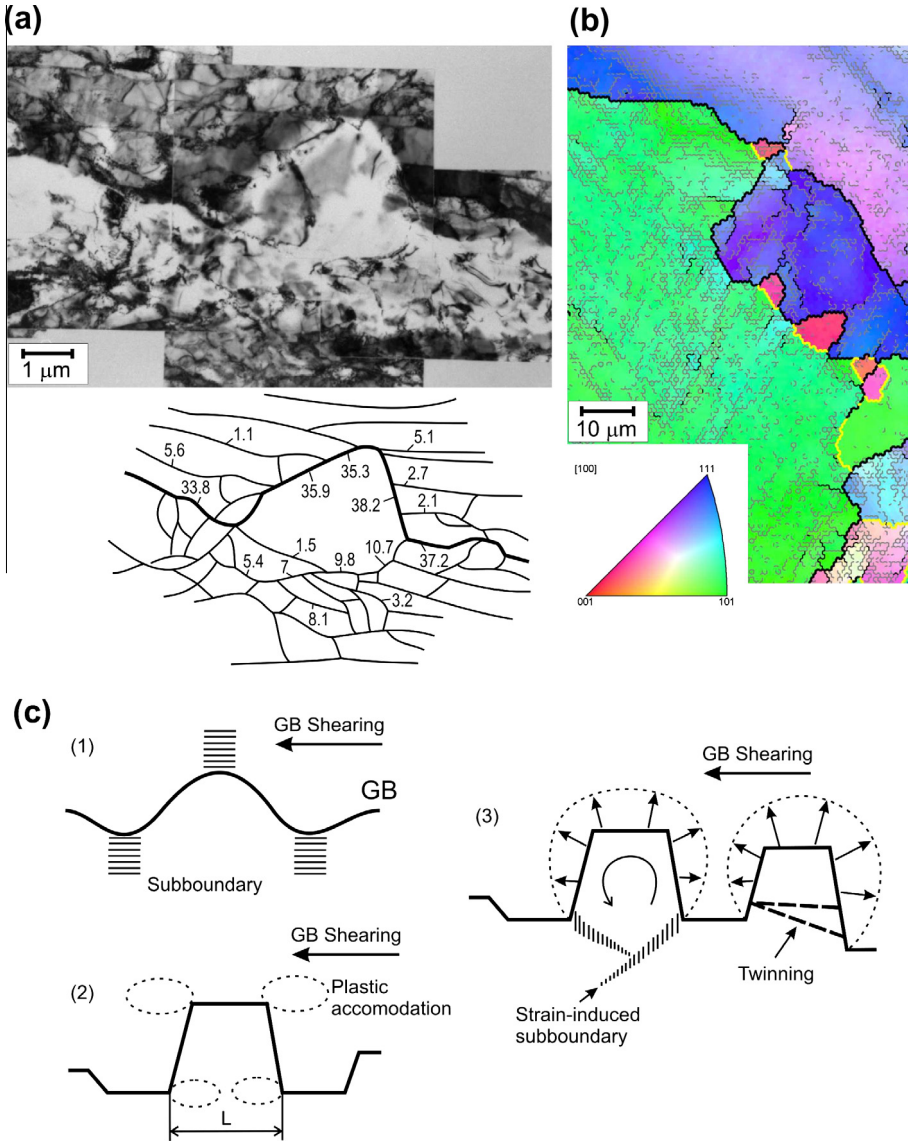 (a)
(b)
1 μm
10 μm
[100]
111
001
101
5.6
1.1
5.1
35.3
2.7
33.8
35.9
38.2
2.1
1.5
9.8
10.7
37.2
5.4
7
3.2
8.1
(c)
(1)
GB Shearing
GB
Subboundary
(2)
GB Shearing
Plastic
accomodation
L
(3)
GB Shearing
Twinning
Strain-induced
subboundary